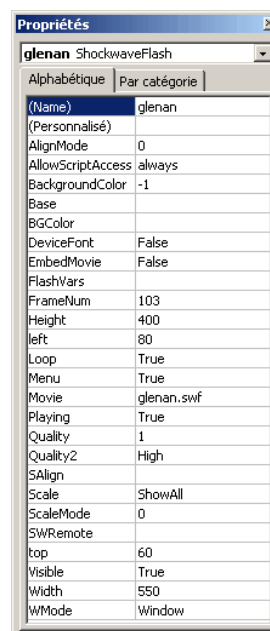 Propriétés
glenan ShockwaveFlash
Alphabétique Par catégorie
(Name) glenan
(Personnalisé)
AlignMode 0
AllowScriptAccess always
BackgroundColor -1
Base
BGColor
DeviceFont False
EmbedMovie False
FlashVars
FrameNum 103
Height 400
left 80
Loop True
Menu True
Movie glenan.swf
Playing True
Quality 1
Quality2 High
SAlign
Scale ShowAll
ScaleMode 0
SWRemote
top 60
Visible True
Width 550
WMode Window